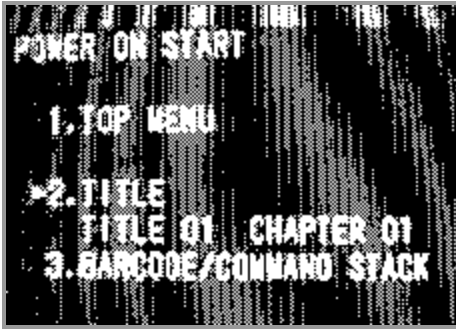 POWER ON START
1.TOP MENU
▸2.TITLE
TITLE 01 CHAPTER 01
3.BARCODE/COMMAND STACK